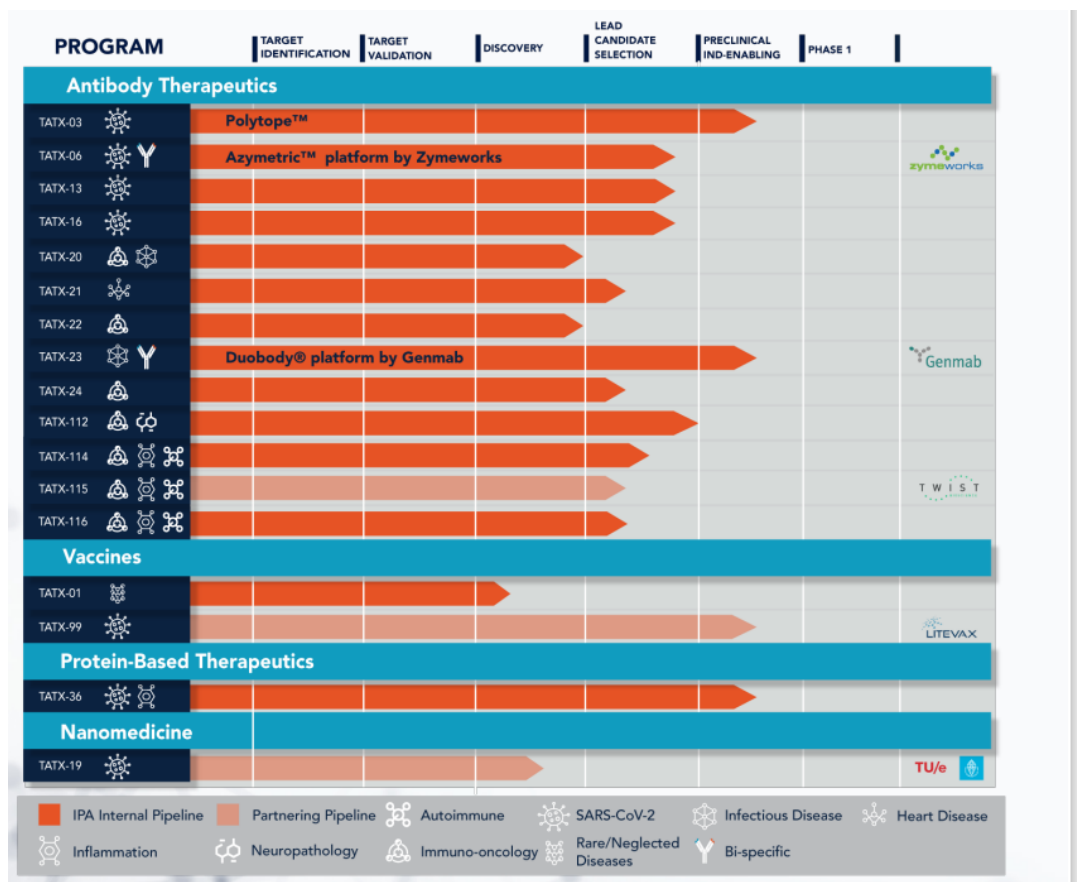 PROGRAM
TARGET IDENTIFICATION
TARGET VALIDATION
DISCOVERY
LEAD CANDIDATE SELECTION
PRECLINICAL IND-ENABLING
PHASE 1
Antibody Therapeutics
TATX-03 Polytope™
TATX-06 Azymetric™ platform by Zymeworks zymeworks
TATX-13
TATX-16
TATX-20
TATX-21
TATX-22
TATX-23 Duobody® platform by Genmab Genmab
TATX-24
TATX-112
TATX-114
TATX-115 TWIST
TATX-116
Vaccines
TATX-01
TATX-99 LITEVAX
Protein-Based Therapeutics
TATX-36
Nanomedicine
TATX-19 TU/e
IPA Internal Pipeline Partnering Pipeline Autoimmune SARS-CoV-2 Infectious Disease Heart Disease
Inflammation Neuropathology Immuno-oncology Rare/Neglected Diseases Bi-specific